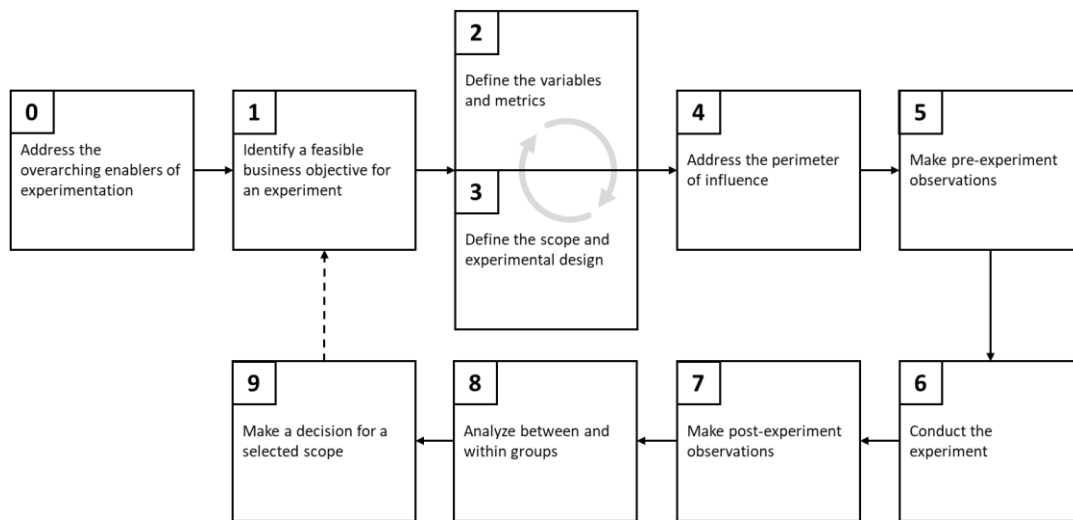 0
Address the
overarching enablers of
experimentation
1
Identify a feasible
business objective for
an experiment
2
Define the variables
and metrics
3
Define the scope and
experimental design
4
Address the perimeter
of influence
5
Make pre-experiment
observations
6
Conduct the
experiment
7
Make post-experiment
observations
8
Analyze between and
within groups
9
Make a decision for a
selected scope